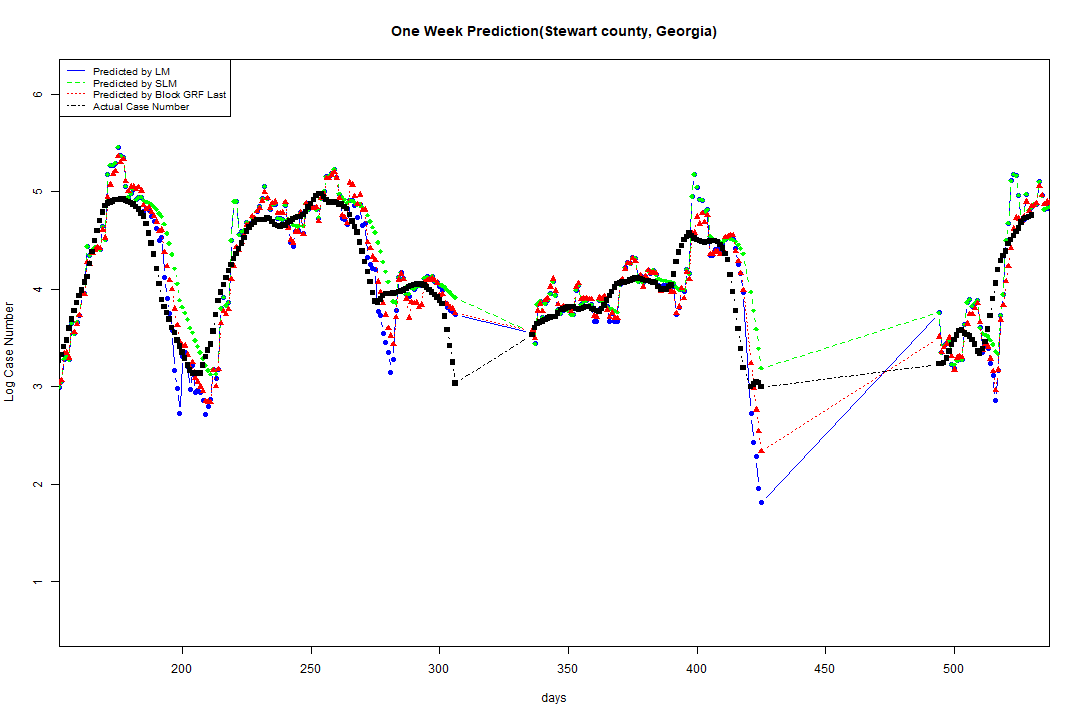 One Week Prediction(Stewart county, Georgia)
Predicted by LM
Predicted by SLM
Predicted by Block GRF Last
Actual Case Number
6
5
4
3
2
1
Log Case Number
200 250 300 350 400 450 500
days